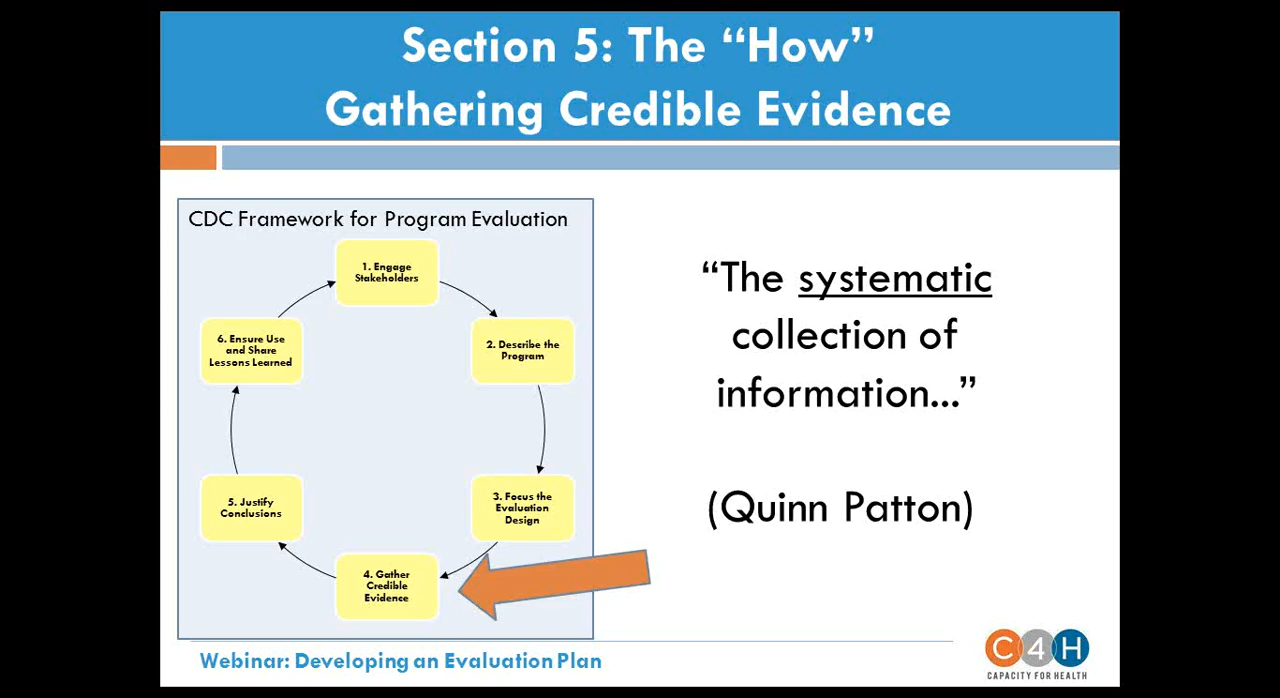 Section 5: The “How”
Gathering Credible Evidence
CDC Framework for Program Evaluation
1. Engage
Stakeholders
2. Describe the
Program
3. Focus the
Evaluation
Design
4. Gather
Credible
Evidence
5. Justify
Conclusions
6. Ensure Use
and Share
Lessons Learned
“The systematic
collection of
information...”
(Quinn Patton)
Webinar: Developing an Evaluation Plan
C4H
CAPACITY FOR HEALTH